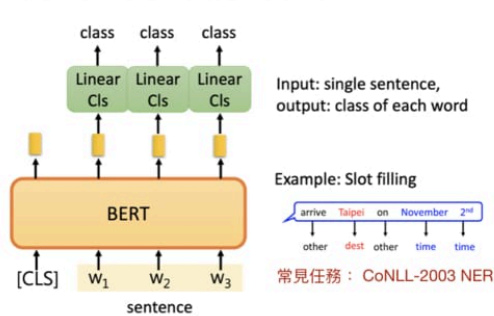 class class class
Linear Cls Linear Cls Linear Cls
BERT
[CLS] w1 w2 w3
sentence
Input: single sentence,
output: class of each word
Example: Slot filling
arrive Taipei on November 2nd
other dest other time time
常見任務： CoNLL-2003 NER